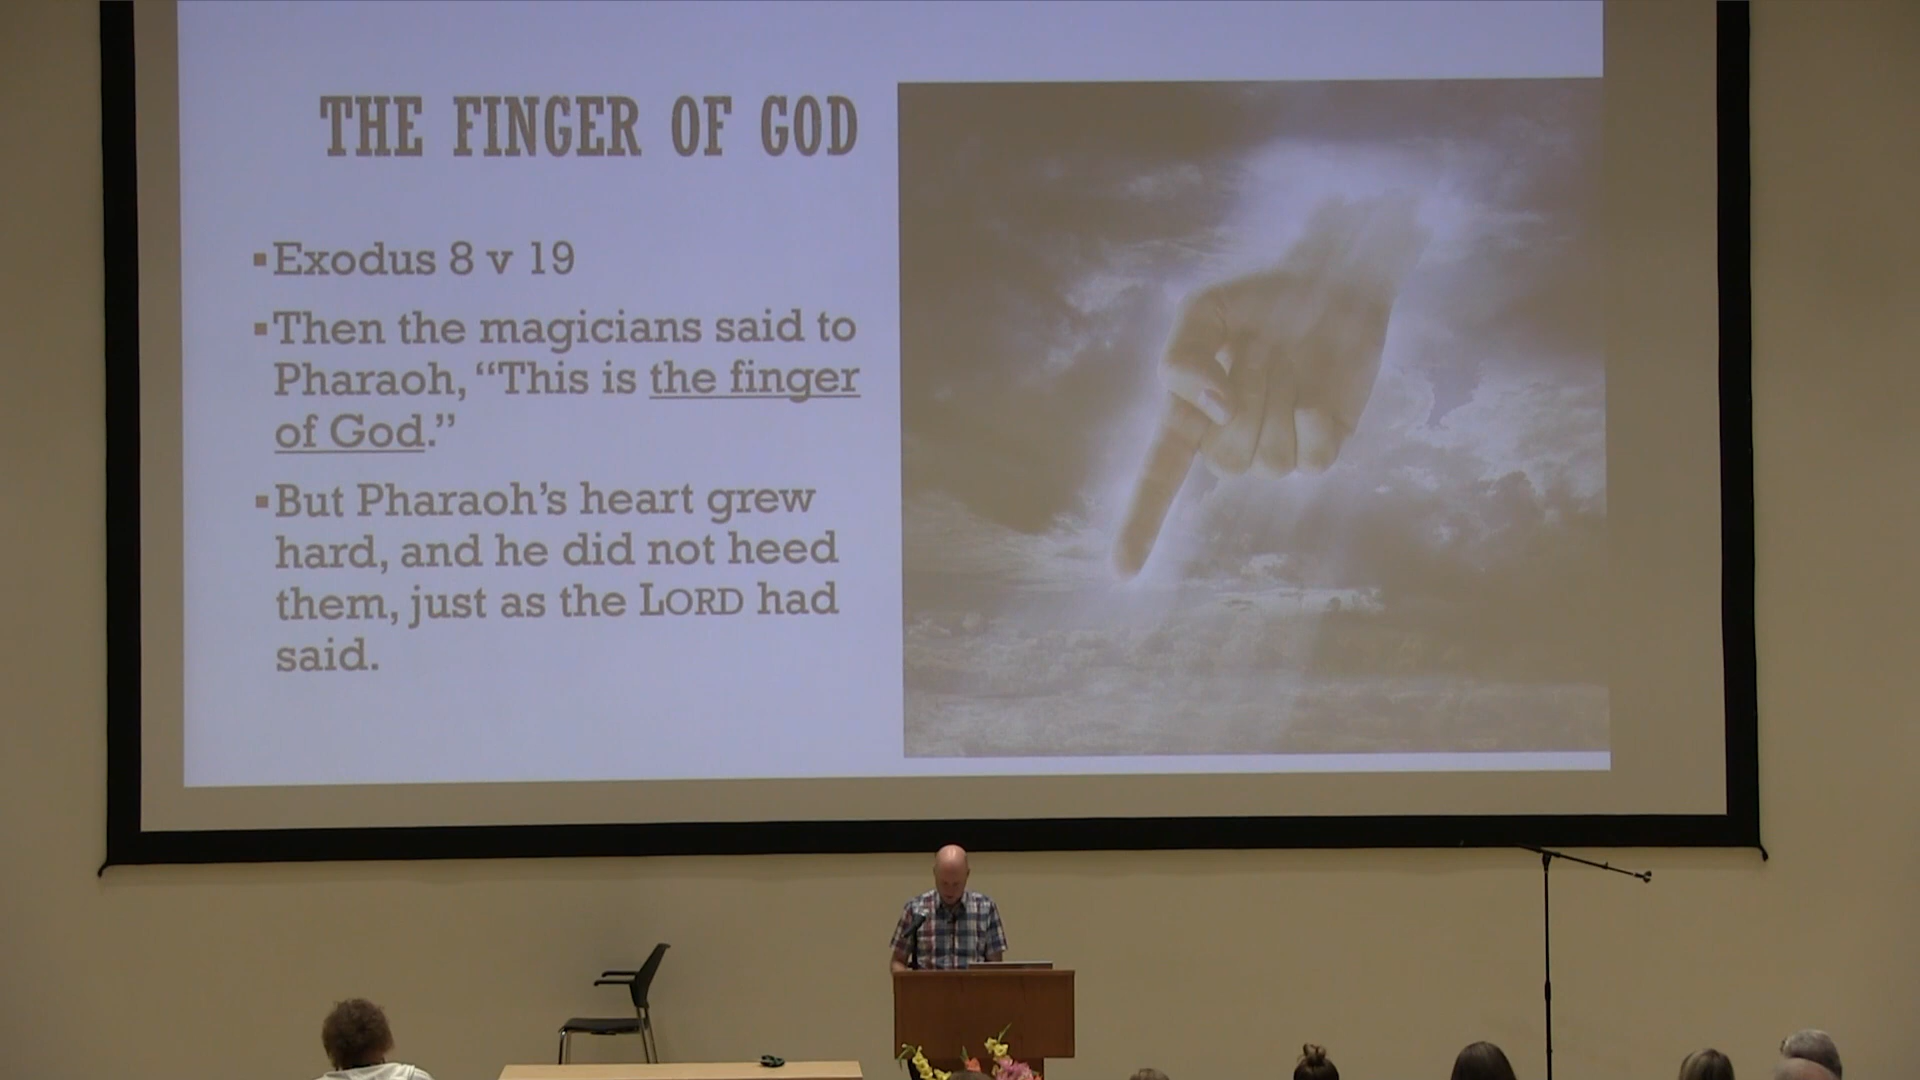 THE FINGER OF GOD
▪Exodus 8 v 19
▪Then the magicians said to
Pharaoh, “This is the finger
of God.”
▪But Pharaoh’s heart grew
hard, and he did not heed
them, just as the LORD had
said.